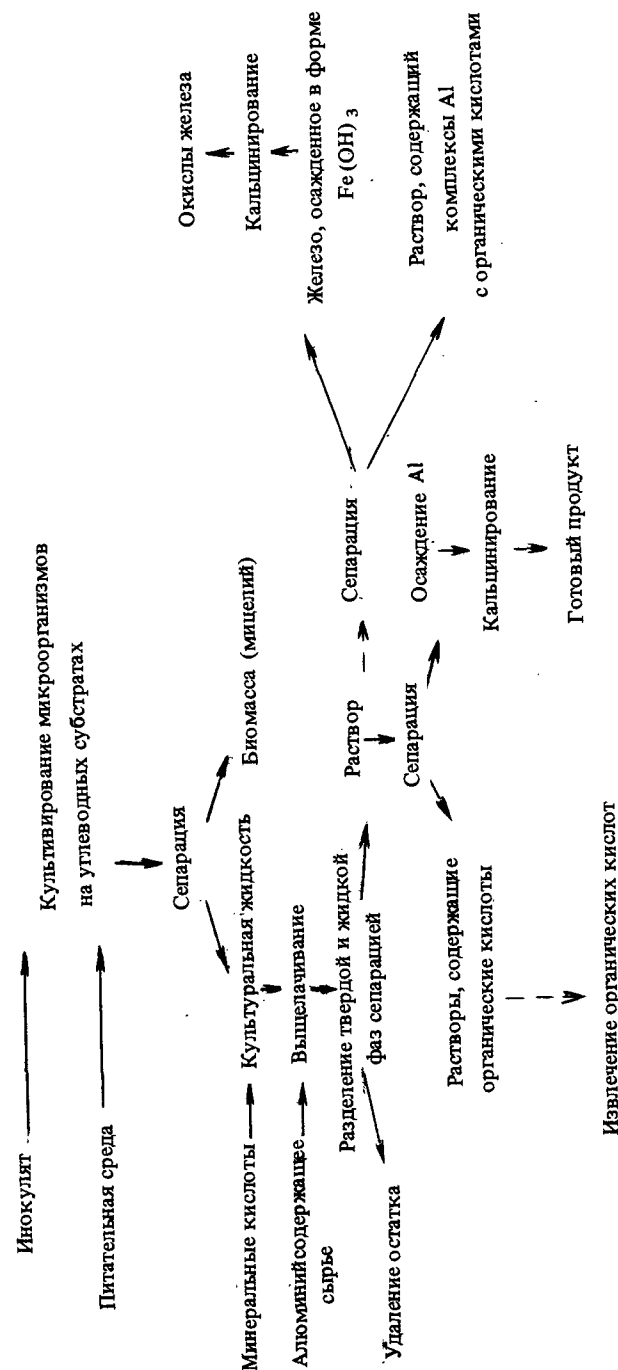 Инокулят
Питательная среда
Культивирование микроорганизмов
на углеводных субстратах
Сепарация
Биомасса (мицелий)
Минеральные кислоты
Культуральная жидкость
Алюминийсодержащее
сырье
Выщелачивание
Разделение твердой и жидкой
фаз сепарацией
Удаление остатка
Раствор
Сепарация
Сепарация
Окислы железа
Кальцинирование
Железо, осажденное в форме
Fe(OH)3
Раствор, содержащий
комплексы Al
с органическими кислотами
Осаждение Al
Кальцинирование
Готовый продукт
Растворы, содержащие
органические кислоты
Извлечение органических кислот